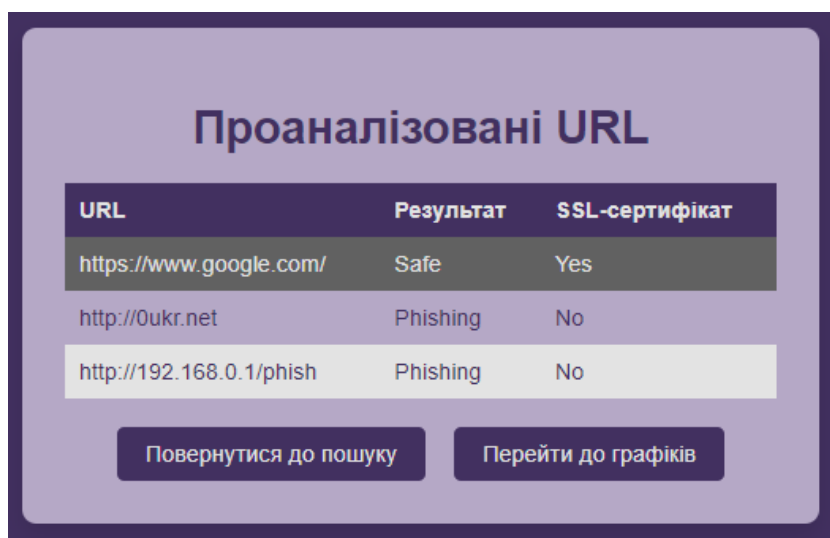 Проаналізовані URL
URL Результат SSL-сертифікат
https://www.google.com/ Safe Yes
http://0ukr.net Phishing No
http://192.168.0.1/phish Phishing No
Повернутися до пошуку Перейти до графіків